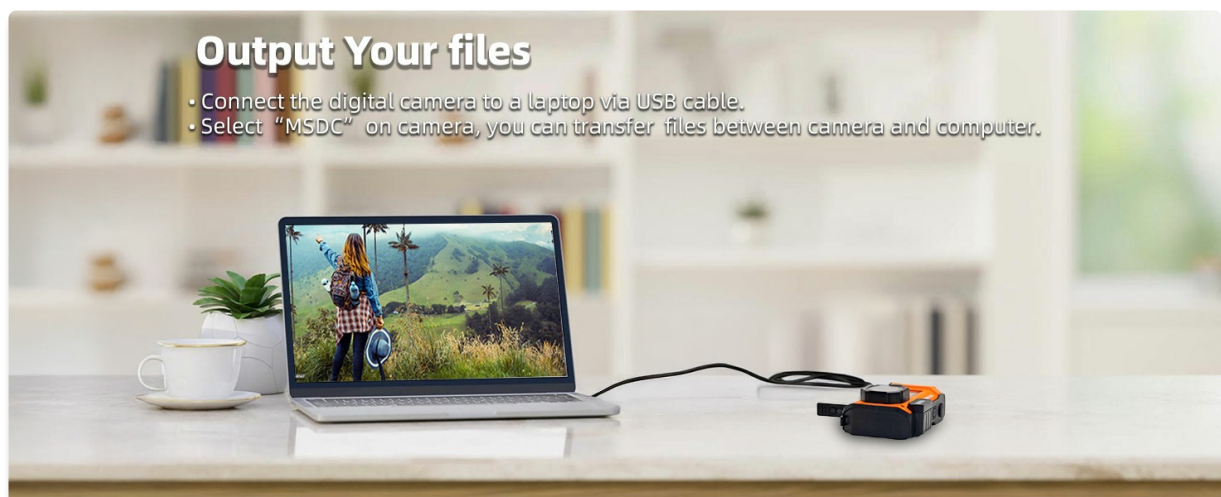 Output Your files
• Connect the digital camera to a laptop via USB cable.
• Select “MSDC” on camera, you can transfer files between camera and computer.